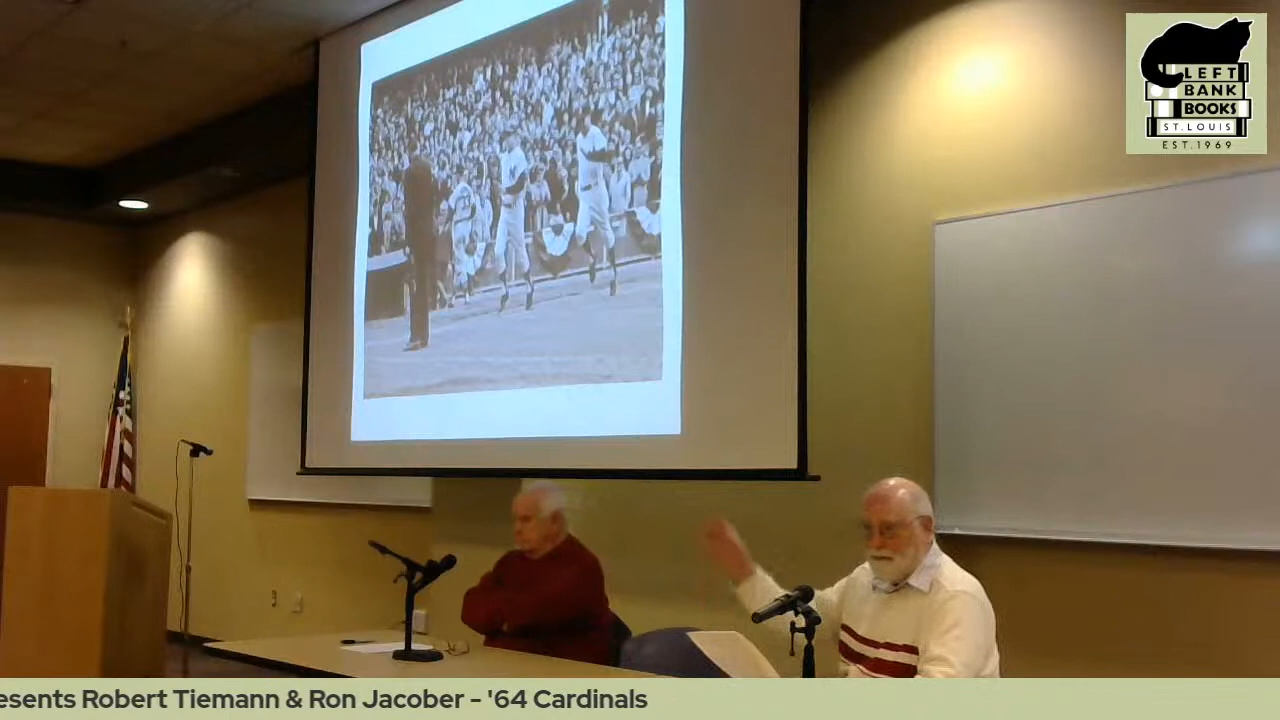 LEFT
BANK
BOOKS
ST. LOUIS
EST. 1969
esents Robert Tiemann & Ron Jacober - '64 Cardinals